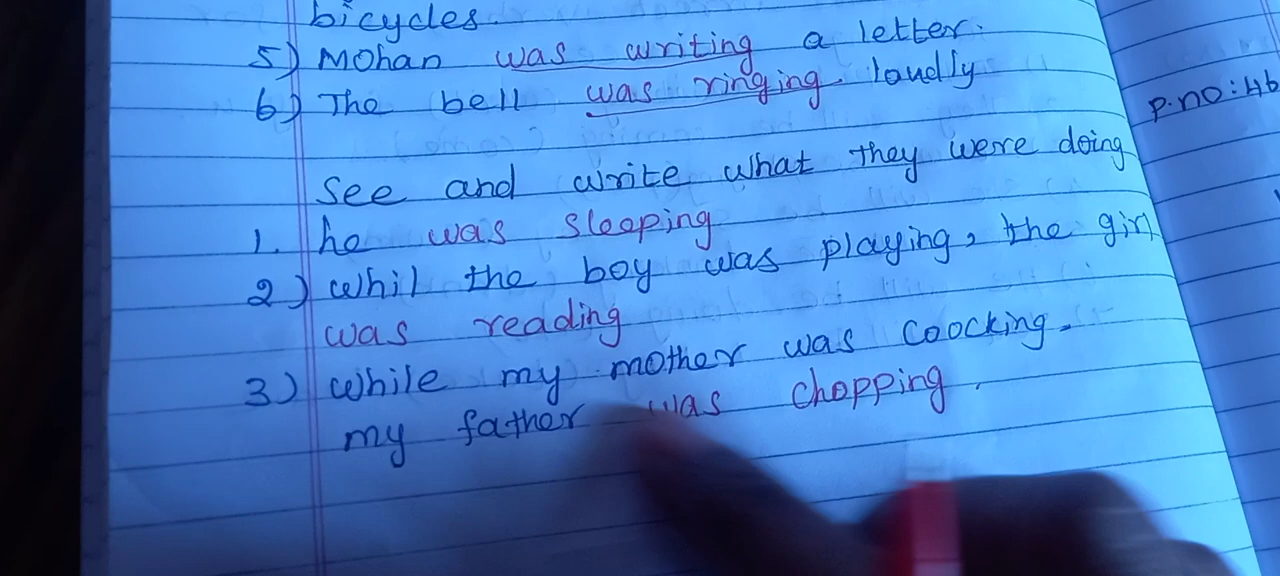 bicycles.
5) Mohan was writing a letter.
6) The bell was ringing. loudly
p.no:46
see and write what they were doing
1. he was sleeping
2) whil the boy was playing, the girl
was reading
3) while my mother was coocking.
my father was chopping.